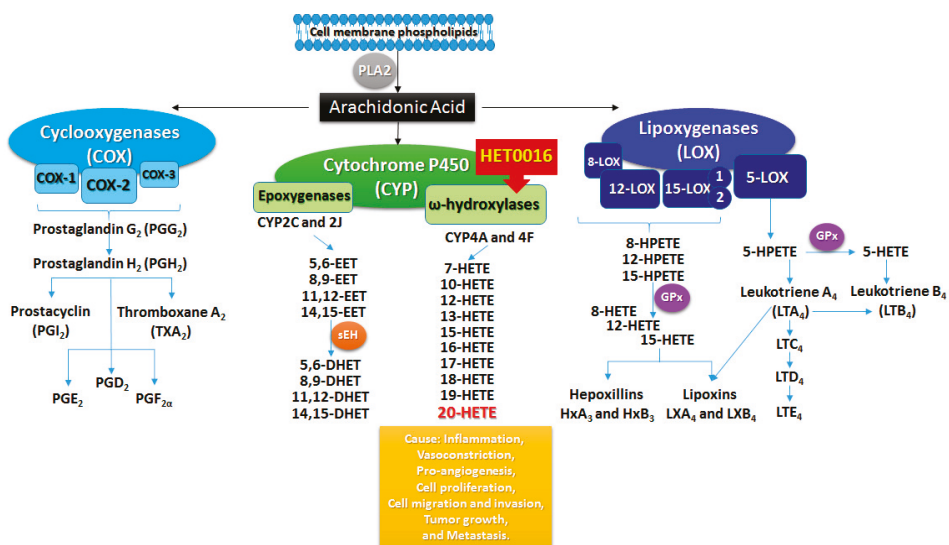 Cell membrane phospholipids
PLA2
Arachidonic Acid
Cyclooxygenases
(COX)
COX-1
COX-2
COX-3
Prostaglandin G₂ (PGG₂)
Prostaglandin H₂ (PGH₂)
Prostacyclin
(PGI₂)
Thromboxane A₂
(TXA₂)
PGE₂
PGD₂
PGF₂α
Cytochrome P450
(CYP)
HET0016
Epoxygenases
CYP2C and 2J
5,6-EET
8,9-EET
11,12-EET
14,15-EET
sEH
5,6-DHET
8,9-DHET
11,12-DHET
14,15-DHET
ω-hydroxylases
CYP4A and 4F
7-HETE
10-HETE
12-HETE
13-HETE
15-HETE
16-HETE
17-HETE
18-HETE
19-HETE
20-HETE
Cause: Inflammation,
Vasoconstriction,
Pro-angiogenesis,
Cell proliferation,
Cell migration and invasion,
Tumor growth,
and Metastasis.
Lipoxygenases
(LOX)
8-LOX
12-LOX
15-LOX
1
2
5-LOX
8-HPETE
12-HPETE
15-HPETE
GPx
8-HETE
12-HETE
15-HETE
Hepoxillins
HxA₃ and HxB₃
Lipoxins
LXA₄ and LXB₄
5-HPETE
GPx
5-HETE
Leukotriene A₄
(LTA₄)
Leukotriene B₄
(LTB₄)
LTC₄
LTD₄
LTE₄